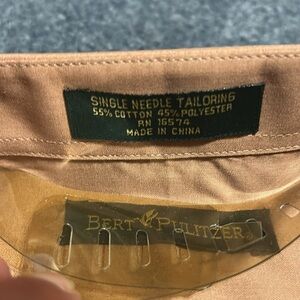 SINGLE NEEDLE TAILORING
55% COTTON 45% POLYESTER
RN 16574
MADE IN CHINA
BERT PULITZER